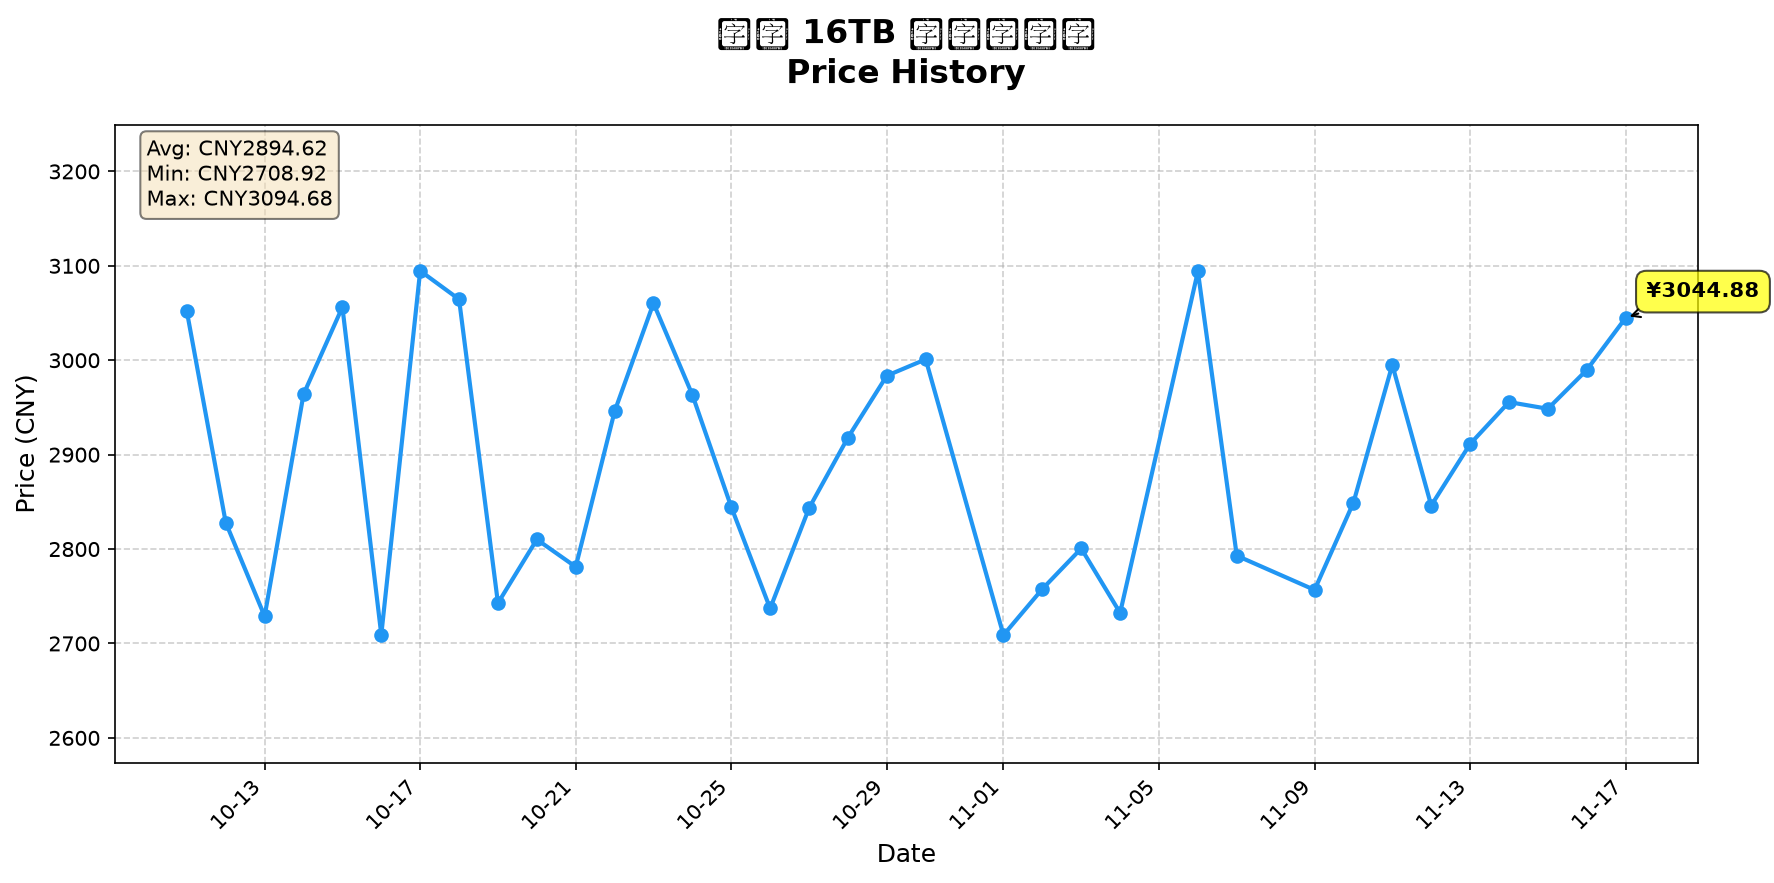 16TB
Price History
Avg: CNY2894.62
Min: CNY2708.92
Max: CNY3094.68
¥3044.88
Price (CNY)
3200
3100
3000
2900
2800
2700
2600
10-13
10-17
10-21
10-25
10-29
11-01
11-05
11-09
11-13
11-17
Date